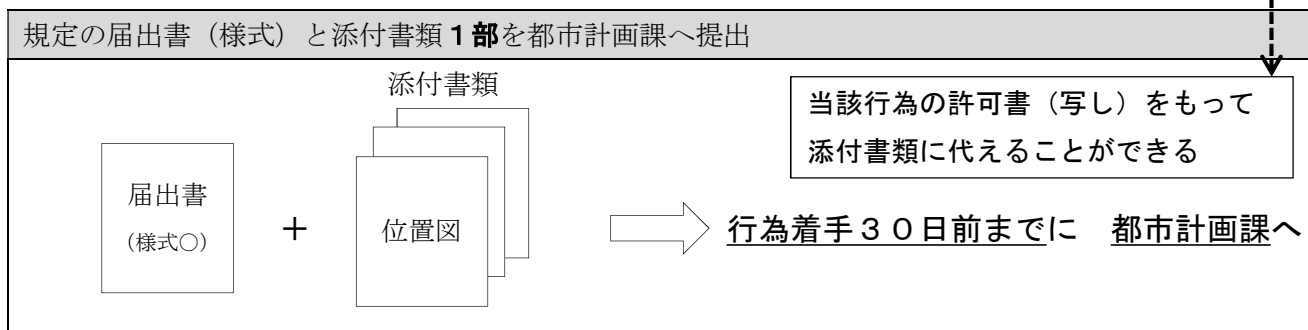 規定の届出書（様式）と添付書類１部を都市計画課へ提出
添付書類
当該行為の許可書（写し）をもって
添付書類に代えることができる
届出書
（様式○）
＋
位置図
行為着手３０日前までに　都市計画課へ